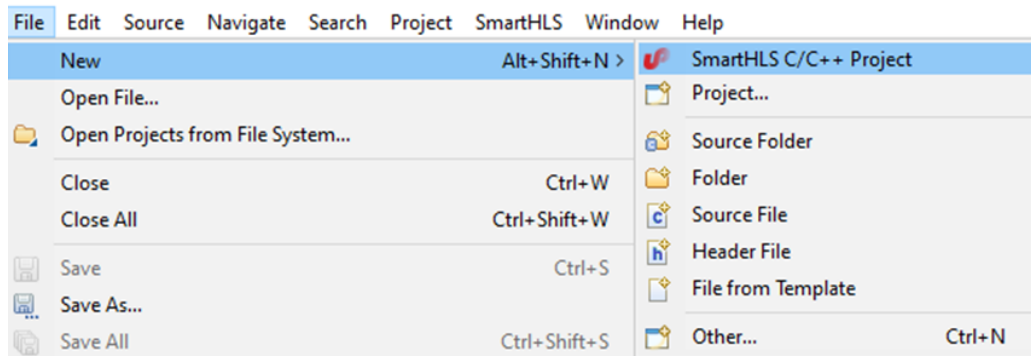 File Edit Source Navigate Search Project SmartHLS Window Help
New Alt+Shift+N >
Open File...
Open Projects from File System...
Close Ctrl+W
Close All Ctrl+Shift+W
Save Ctrl+S
Save As...
Save All Ctrl+Shift+S
SmartHLS C/C++ Project
Project...
Source Folder
Folder
Source File
Header File
File from Template
Other... Ctrl+N